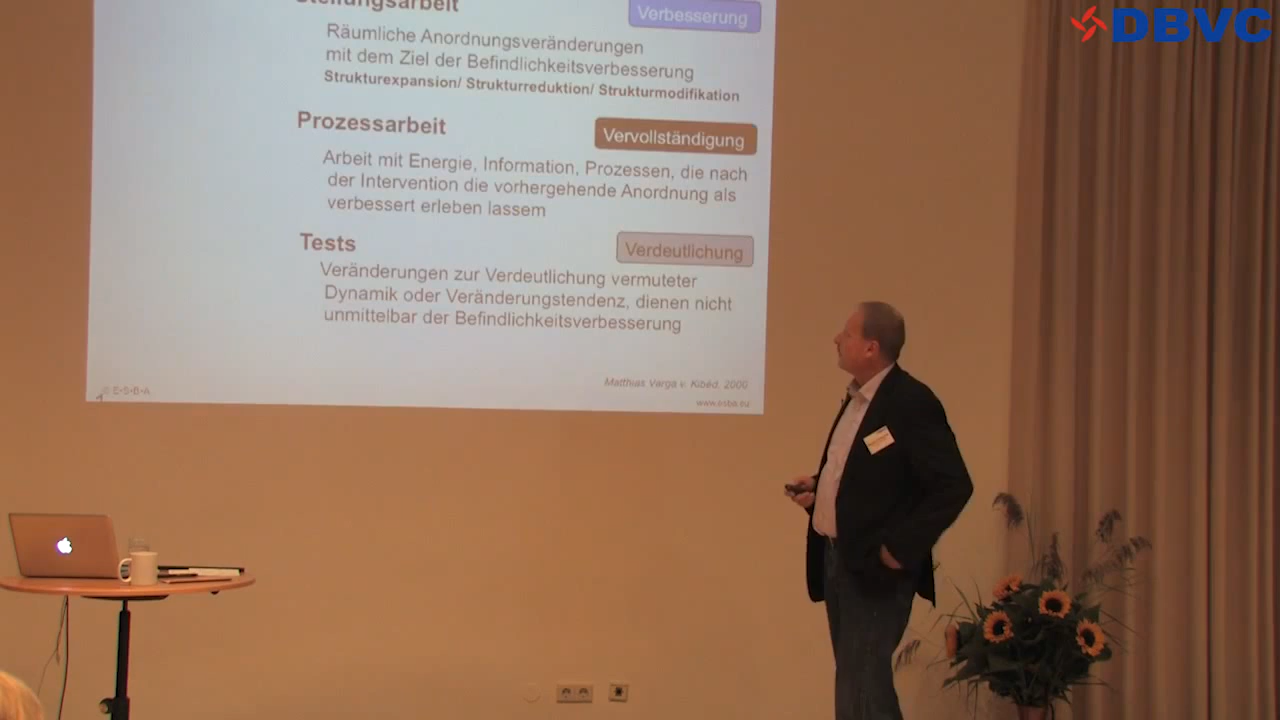 Stellungsarbeit
Verbesserung
Räumliche Anordnungsveränderungen
mit dem Ziel der Befindlichkeitsverbesserung
Strukturexpansion/ Strukturreduktion/ Strukturmodifikation
Prozessarbeit
Vervollständigung
Arbeit mit Energie, Information, Prozessen, die nach
der Intervention die vorhergehende Anordnung als
verbessert erleben lassem
Tests
Verdeutlichung
Veränderungen zur Verdeutlichung vermuteter
Dynamik oder Veränderungstendenz, dienen nicht
unmittelbar der Befindlichkeitsverbesserung
Matthias Varga v. Kibéd, 2000
© E-S-B-A
www.esba.eu
DBVC